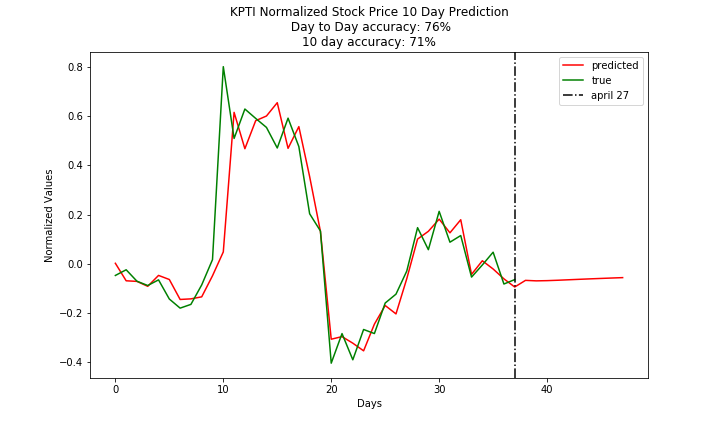 KPTI Normalized Stock Price 10 Day Prediction
Day to Day accuracy: 76%
10 day accuracy: 71%
predicted
true
april 27
0.8
0.6
0.4
0.2
0.0
−0.2
−0.4
Normalized Values
0 10 20 30 40
Days